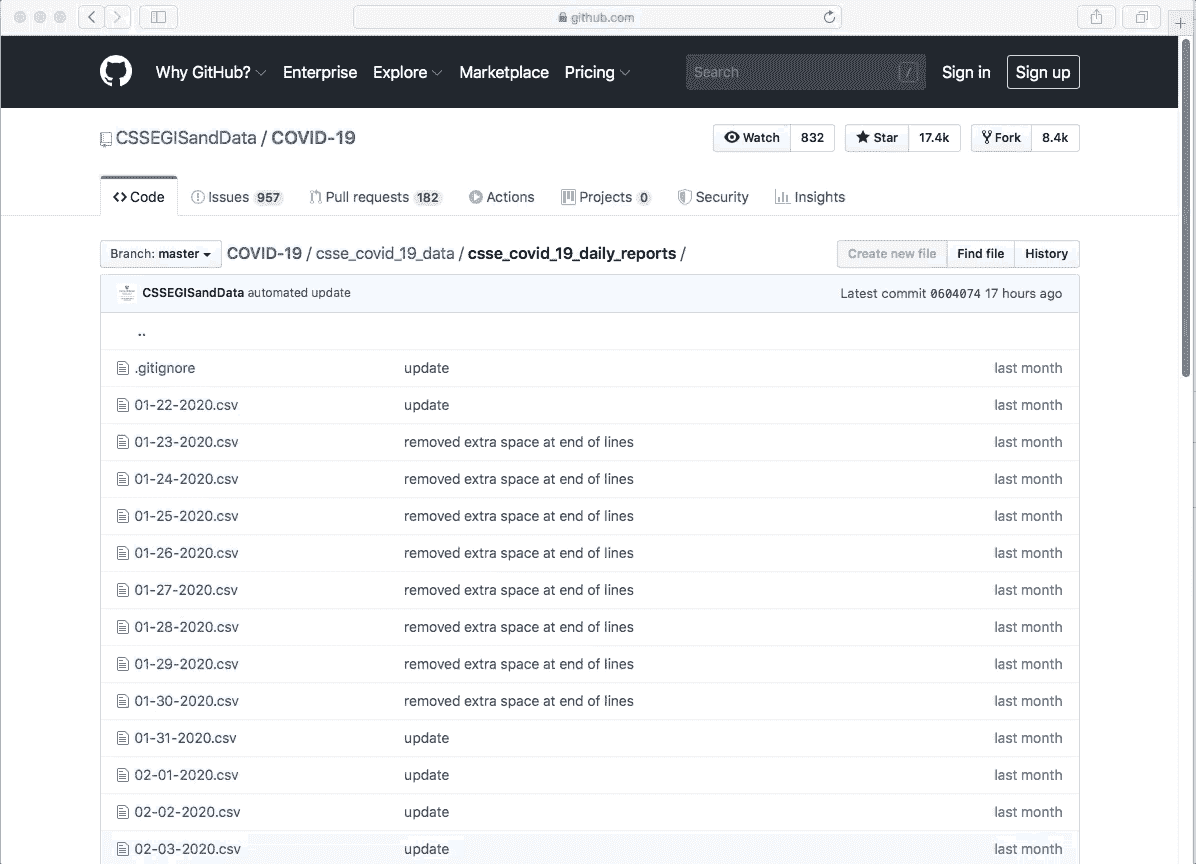 github.com
Why GitHub? Enterprise Explore Marketplace Pricing Search / Sign in Sign up
CSSEGISandData / COVID-19 Watch 832 Star 17.4k Fork 8.4k
Code Issues 957 Pull requests 182 Actions Projects 0 Security Insights
Branch: master COVID-19 / csse_covid_19_data / csse_covid_19_daily_reports / Create new file Find file History
CSSEGISandData automated update Latest commit 0604074 17 hours ago
..
.gitignore update last month
01-22-2020.csv update last month
01-23-2020.csv removed extra space at end of lines last month
01-24-2020.csv removed extra space at end of lines last month
01-25-2020.csv removed extra space at end of lines last month
01-26-2020.csv removed extra space at end of lines last month
01-27-2020.csv removed extra space at end of lines last month
01-28-2020.csv removed extra space at end of lines last month
01-29-2020.csv removed extra space at end of lines last month
01-30-2020.csv removed extra space at end of lines last month
01-31-2020.csv update last month
02-01-2020.csv update last month
02-02-2020.csv update last month
02-03-2020.csv update last month